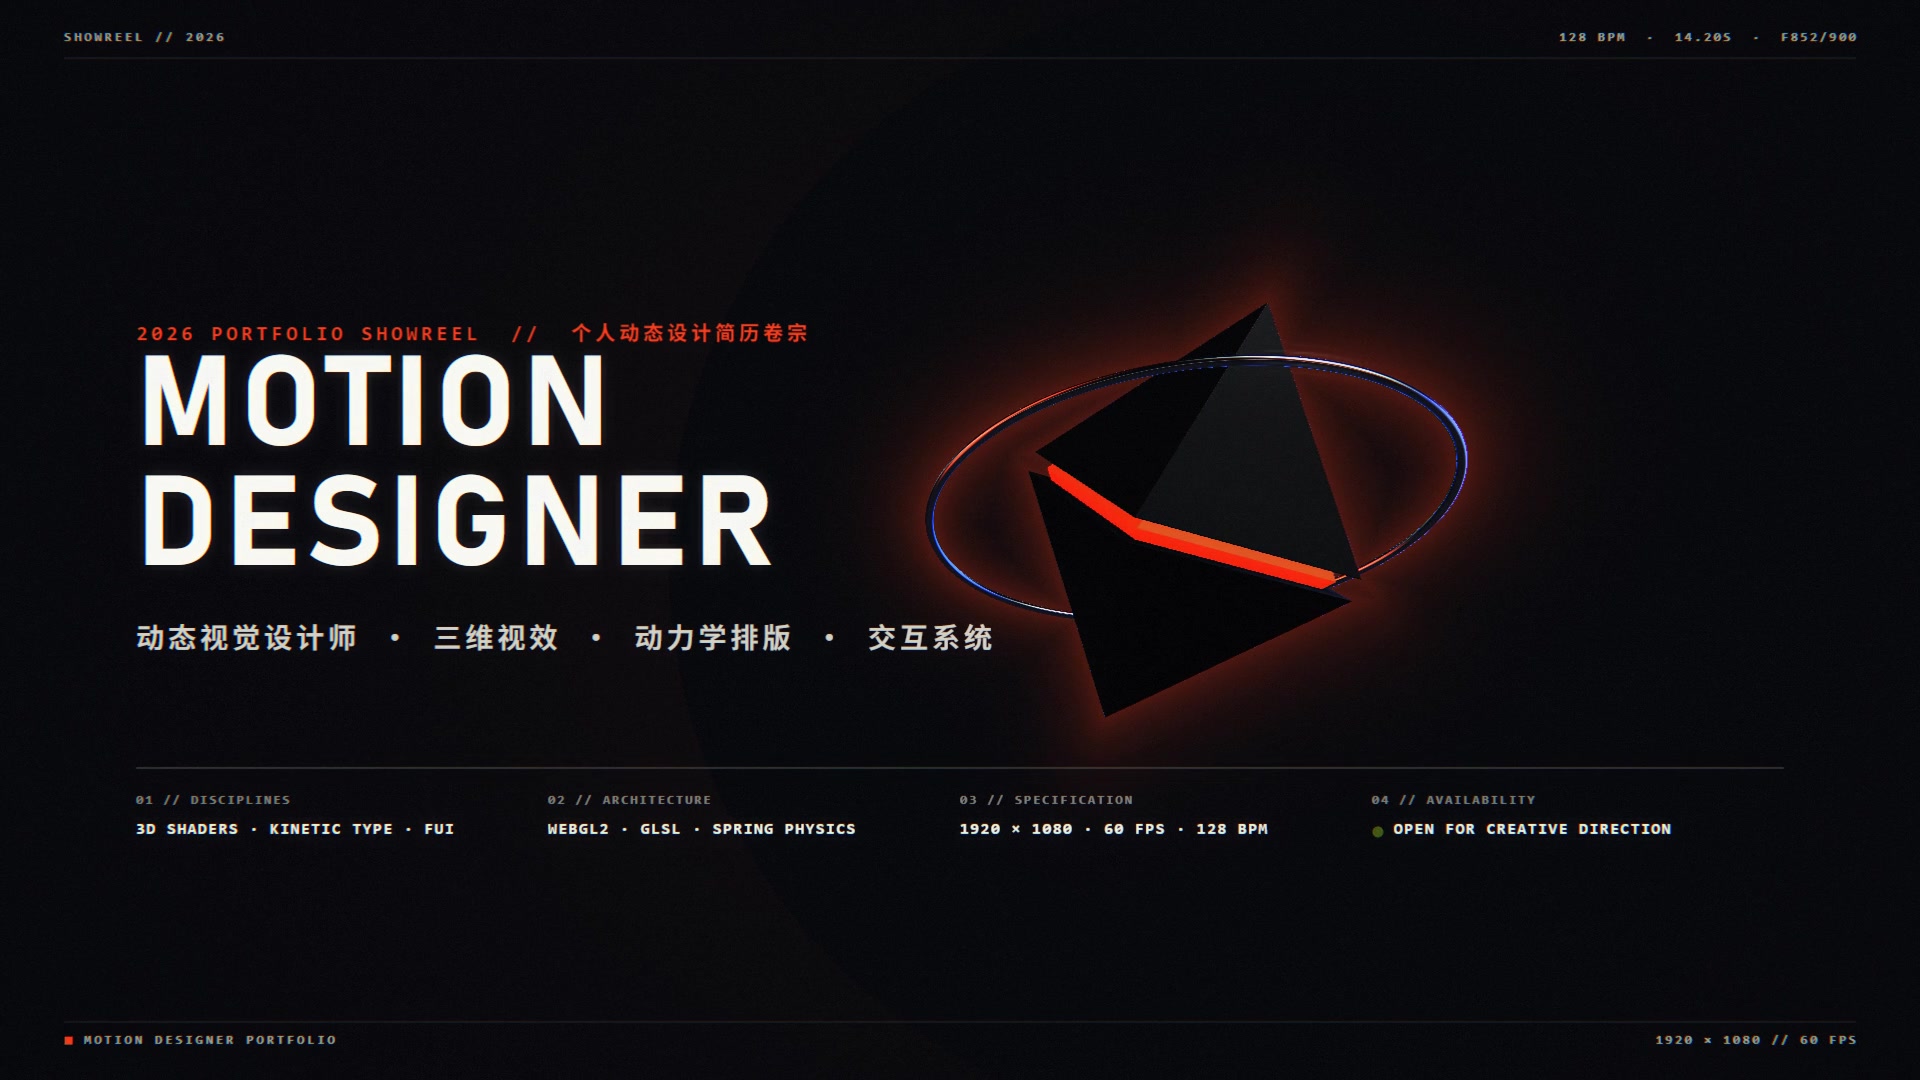 SHOWREEL // 2026
128 BPM · 14.20S · F852/900
2026 PORTFOLIO SHOWREEL // 个人动态设计简历卷宗
MOTION
DESIGNER
动态视觉设计师 · 三维视效 · 动力学排版 · 交互系统
01 // DISCIPLINES
3D SHADERS · KINETIC TYPE · FUI
02 // ARCHITECTURE
WEBGL2 · GLSL · SPRING PHYSICS
03 // SPECIFICATION
1920 × 1080 · 60 FPS · 128 BPM
04 // AVAILABILITY
OPEN FOR CREATIVE DIRECTION
MOTION DESIGNER PORTFOLIO
1920 × 1080 // 60 FPS